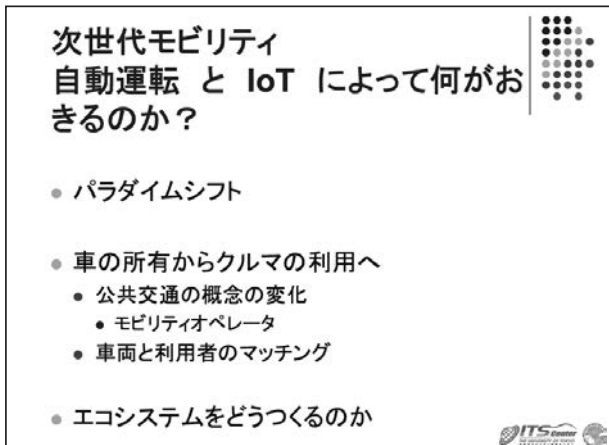 次世代モビリティ
自動運転 と IoT によって何がお
きるのか？
パラダイムシフト
車の所有からクルマの利用へ
公共交通の概念の変化
モビリティオペレータ
車両と利用者のマッチング
エコシステムをどうつくるのか
ITS Center